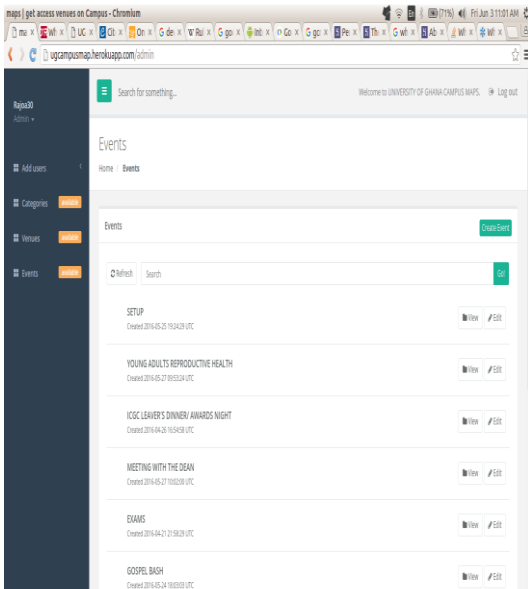 maps | get access venues on Campus - Chromium
En
(71%)
Fri Jun 3 11:01 AM
ugcampusmap.herokuapp.com/admin
Rajoa30
Admin
Search for something...
Welcome to UNIVERSITY OF GHANA CAMPUS MAPS.
Log out
Events
Home / Events
Add users
Categories available
Venues available
Events available
Events
Create Event
Refresh
Search
Go!
SETUP
Created 2016-05-25 19:24:29 UTC
View Edit
YOUNG ADULTS REPRODUCTIVE HEALTH
Created 2016-05-27 09:53:24 UTC
View Edit
ICGC LEAVER'S DINNER/ AWARDS NIGHT
Created 2016-04-26 16:54:58 UTC
View Edit
MEETING WITH THE DEAN
Created 2016-05-27 10:02:00 UTC
View Edit
EXAMS
Created 2016-04-21 21:58:29 UTC
View Edit
GOSPEL BASH
Created 2016-05-24 18:03:03 UTC
View Edit